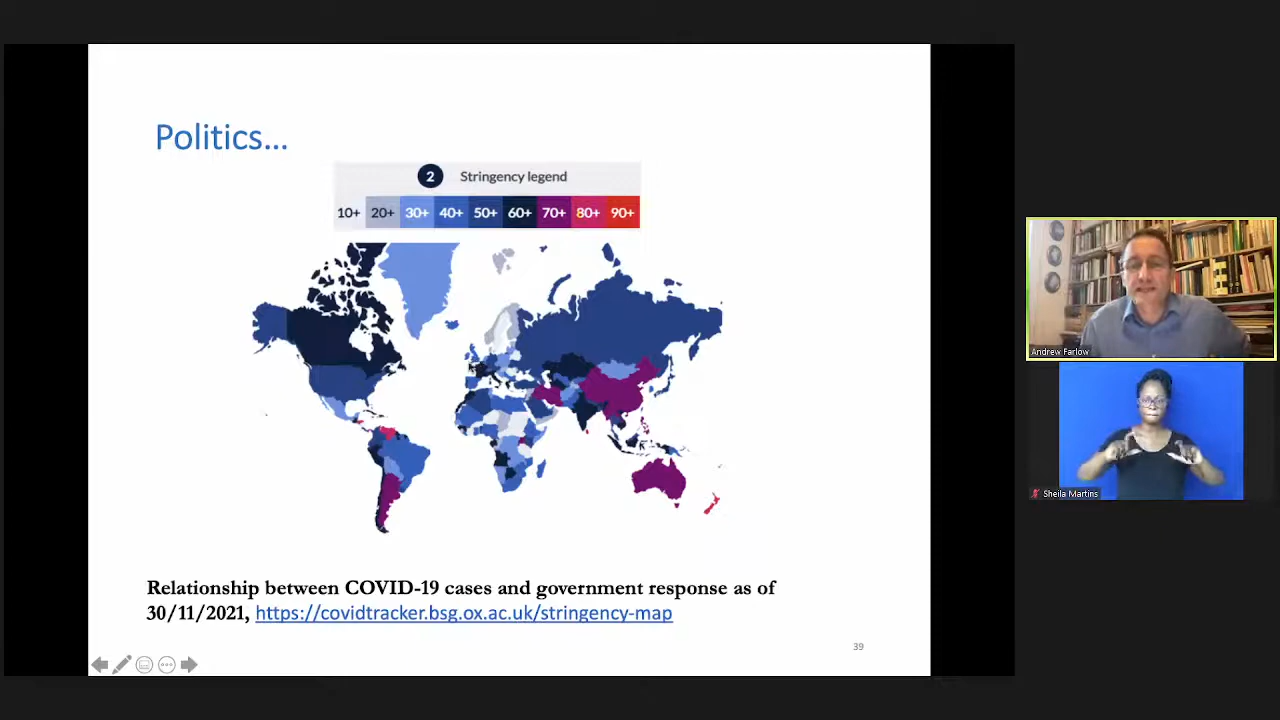 Politics...
2 Stringency legend
10+ 20+ 30+ 40+ 50+ 60+ 70+ 80+ 90+
Relationship between COVID-19 cases and government response as of
30/11/2021, https://covidtracker.bsg.ox.ac.uk/stringency-map
39
Andrew Farlow
Sheila Martins